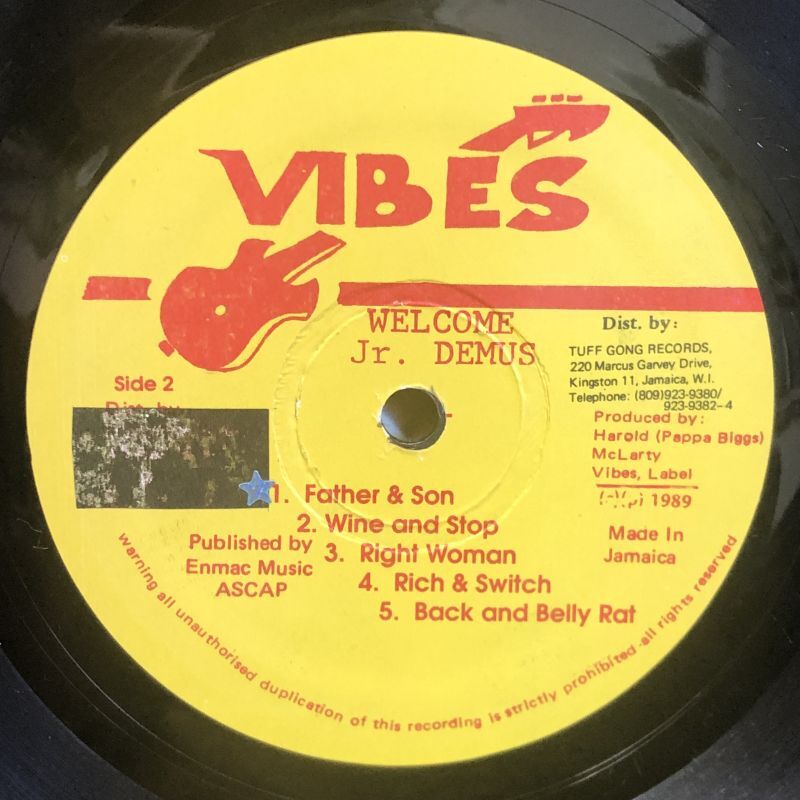 VIBES
WELCOME
Jr. DEMUS
Side 2
Dist. by:
TUFF GONG RECORDS,
220 Marcus Garvey Drive,
Kingston 11, Jamaica, W.I.
Telephone: (809)923-9380/
923-9382-4
Produced by:
Harold (Pappa Biggs)
McLarty
Vibes, Label
(c)(p) 1989
Made In
Jamaica
1. Father & Son
2. Wine and Stop
3. Right Woman
4. Rich & Switch
5. Back and Belly Rat
Published by
Enmac Music
ASCAP
warning all unauthorised duplication of this recording is strictly prohibited-all rights reserved